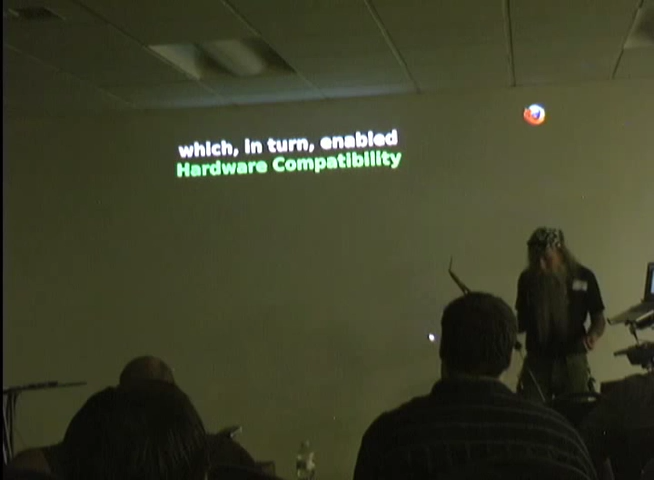 which, in turn, enabled
Hardware Compatibility